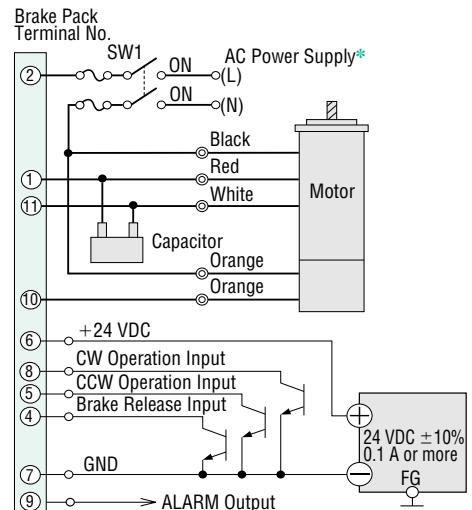 Brake Pack
Terminal No.
SW1
AC Power Supply*
2
ON
(L)
ON
(N)
Black
1
Red
11
White
Motor
Capacitor
Orange
10
Orange
6
+24 VDC
8
CW Operation Input
5
CCW Operation Input
4
Brake Release Input
+
24 VDC ±10%
0.1 A or more
7
GND
−
FG
9
ALARM Output